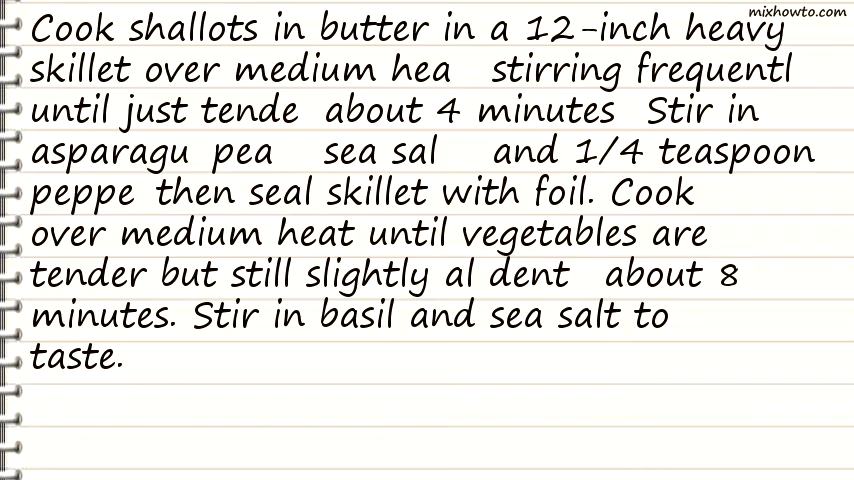 mixhowto.com
Cook shallots in butter in a 12-inch heavy
skillet over medium hea stirring frequentl
until just tende about 4 minutes Stir in
asparagu pea sea sal and 1/4 teaspoon
peppe then seal skillet with foil. Cook
over medium heat until vegetables are
tender but still slightly al dent about 8
minutes. Stir in basil and sea salt to
taste.